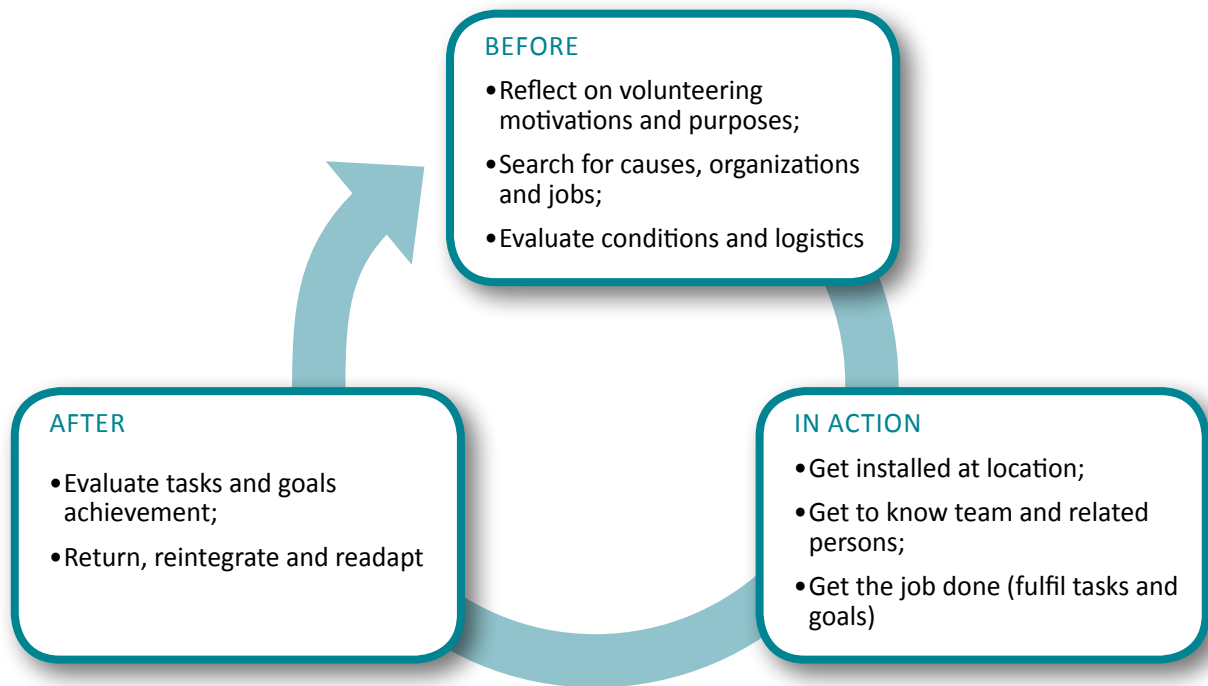 BEFORE
•Reflect on volunteering
motivations and purposes;
•Search for causes, organizations
and jobs;
•Evaluate conditions and logistics
AFTER
•Evaluate tasks and goals
achievement;
•Return, reintegrate and readapt
IN ACTION
•Get installed at location;
•Get to know team and related
persons;
•Get the job done (fulfil tasks and
goals)